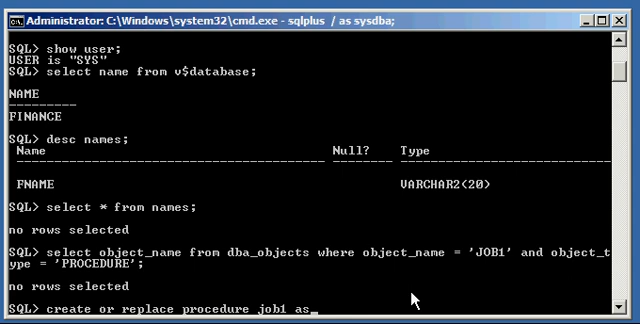 Administrator: C:\Windows\system32\cmd.exe - sqlplus / as sysdba;
SQL> show user;
USER is "SYS"
SQL> select name from v$database;
NAME
---------
FINANCE
SQL> desc names;
Name Null? Type
----------------------------------------- -------- ----------------------------
FNAME VARCHAR2(20)
SQL> select * from names;
no rows selected
SQL> select object_name from dba_objects where object_name = 'JOB1' and object_t
ype = 'PROCEDURE';
no rows selected
SQL> create or replace procedure job1 as_